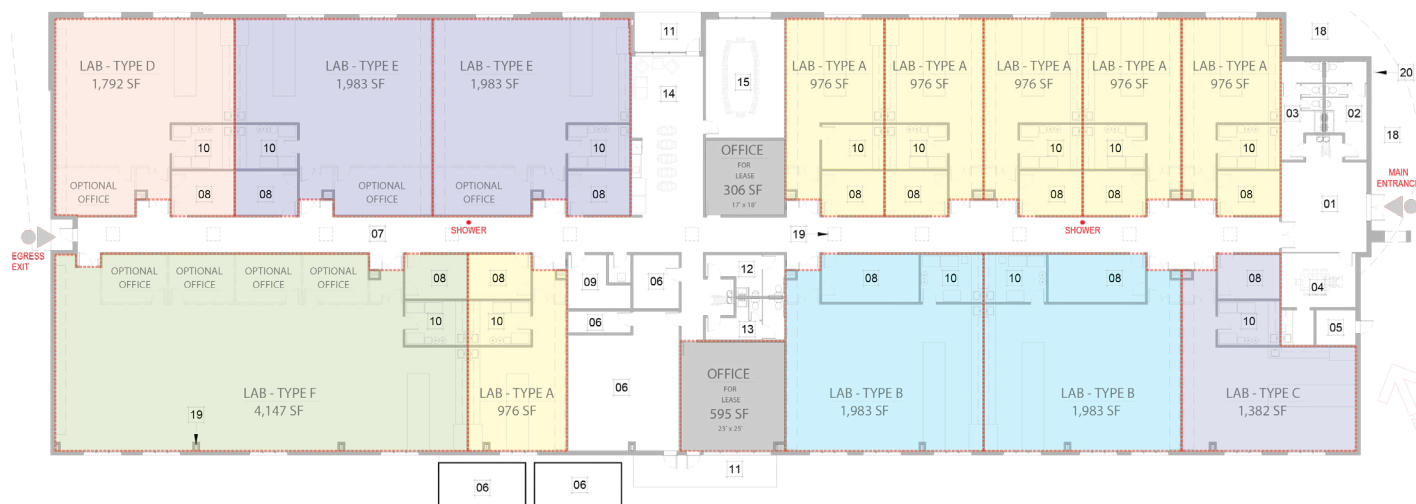 11
18
LAB - TYPE D
1,792 SF
LAB - TYPE E
1,983 SF
LAB - TYPE E
1,983 SF
LAB - TYPE A
976 SF
LAB - TYPE A
976 SF
LAB - TYPE A
976 SF
LAB - TYPE A
976 SF
LAB - TYPE A
976 SF
20
15
14
03
02
18
10
10
10
OFFICE
FOR
LEASE
306 SF
17' x 18'
10
10
10
10
10
MAIN
ENTRANCE
OPTIONAL
OFFICE
08
08
OPTIONAL
OFFICE
OPTIONAL
OFFICE
08
08
08
08
08
08
01
EGRESS
EXIT
07
SHOWER
19
SHOWER
OPTIONAL
OFFICE
OPTIONAL
OFFICE
OPTIONAL
OFFICE
OPTIONAL
OFFICE
08
08
09
06
12
08
10
10
08
08
04
10
10
06
13
10
05
LAB - TYPE F
4,147 SF
LAB - TYPE A
976 SF
06
OFFICE
FOR
LEASE
595 SF
23' x 25'
LAB - TYPE B
1,983 SF
LAB - TYPE B
1,983 SF
LAB - TYPE C
1,382 SF
19
11
06
06